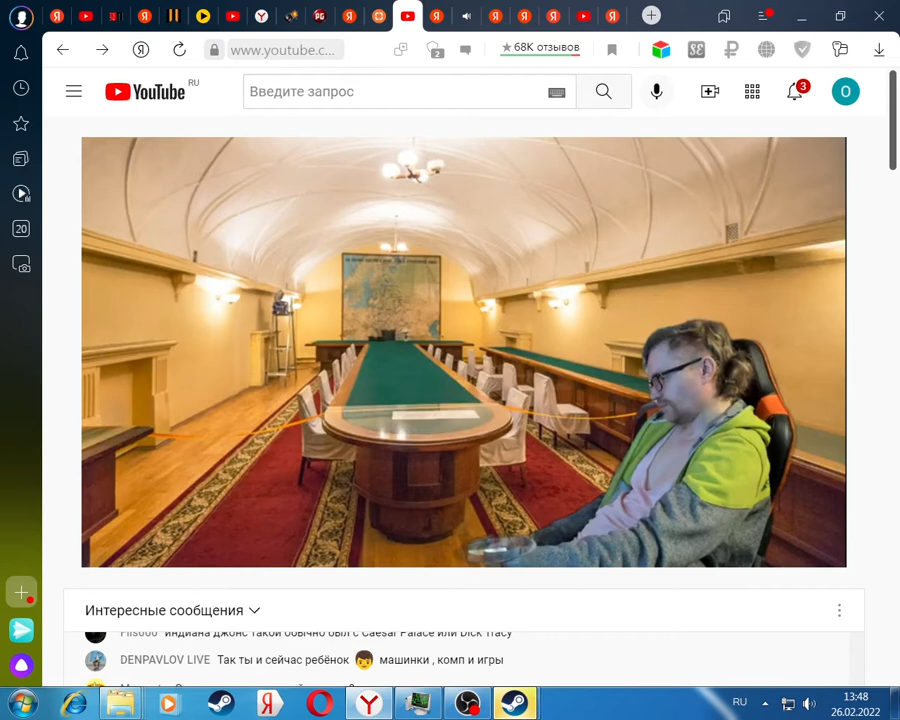 www.youtube.c...
2
68K отзывов
YouTube RU
Введите запрос
3
O
20
Интересные сообщения
индиана джонс такой обычно был с Caesar Palace или Dick Tracy
DENPAVLOV LIVE Так ты и сейчас ребёнок машинки , комп и игры
RU
13:48
26.02.2022